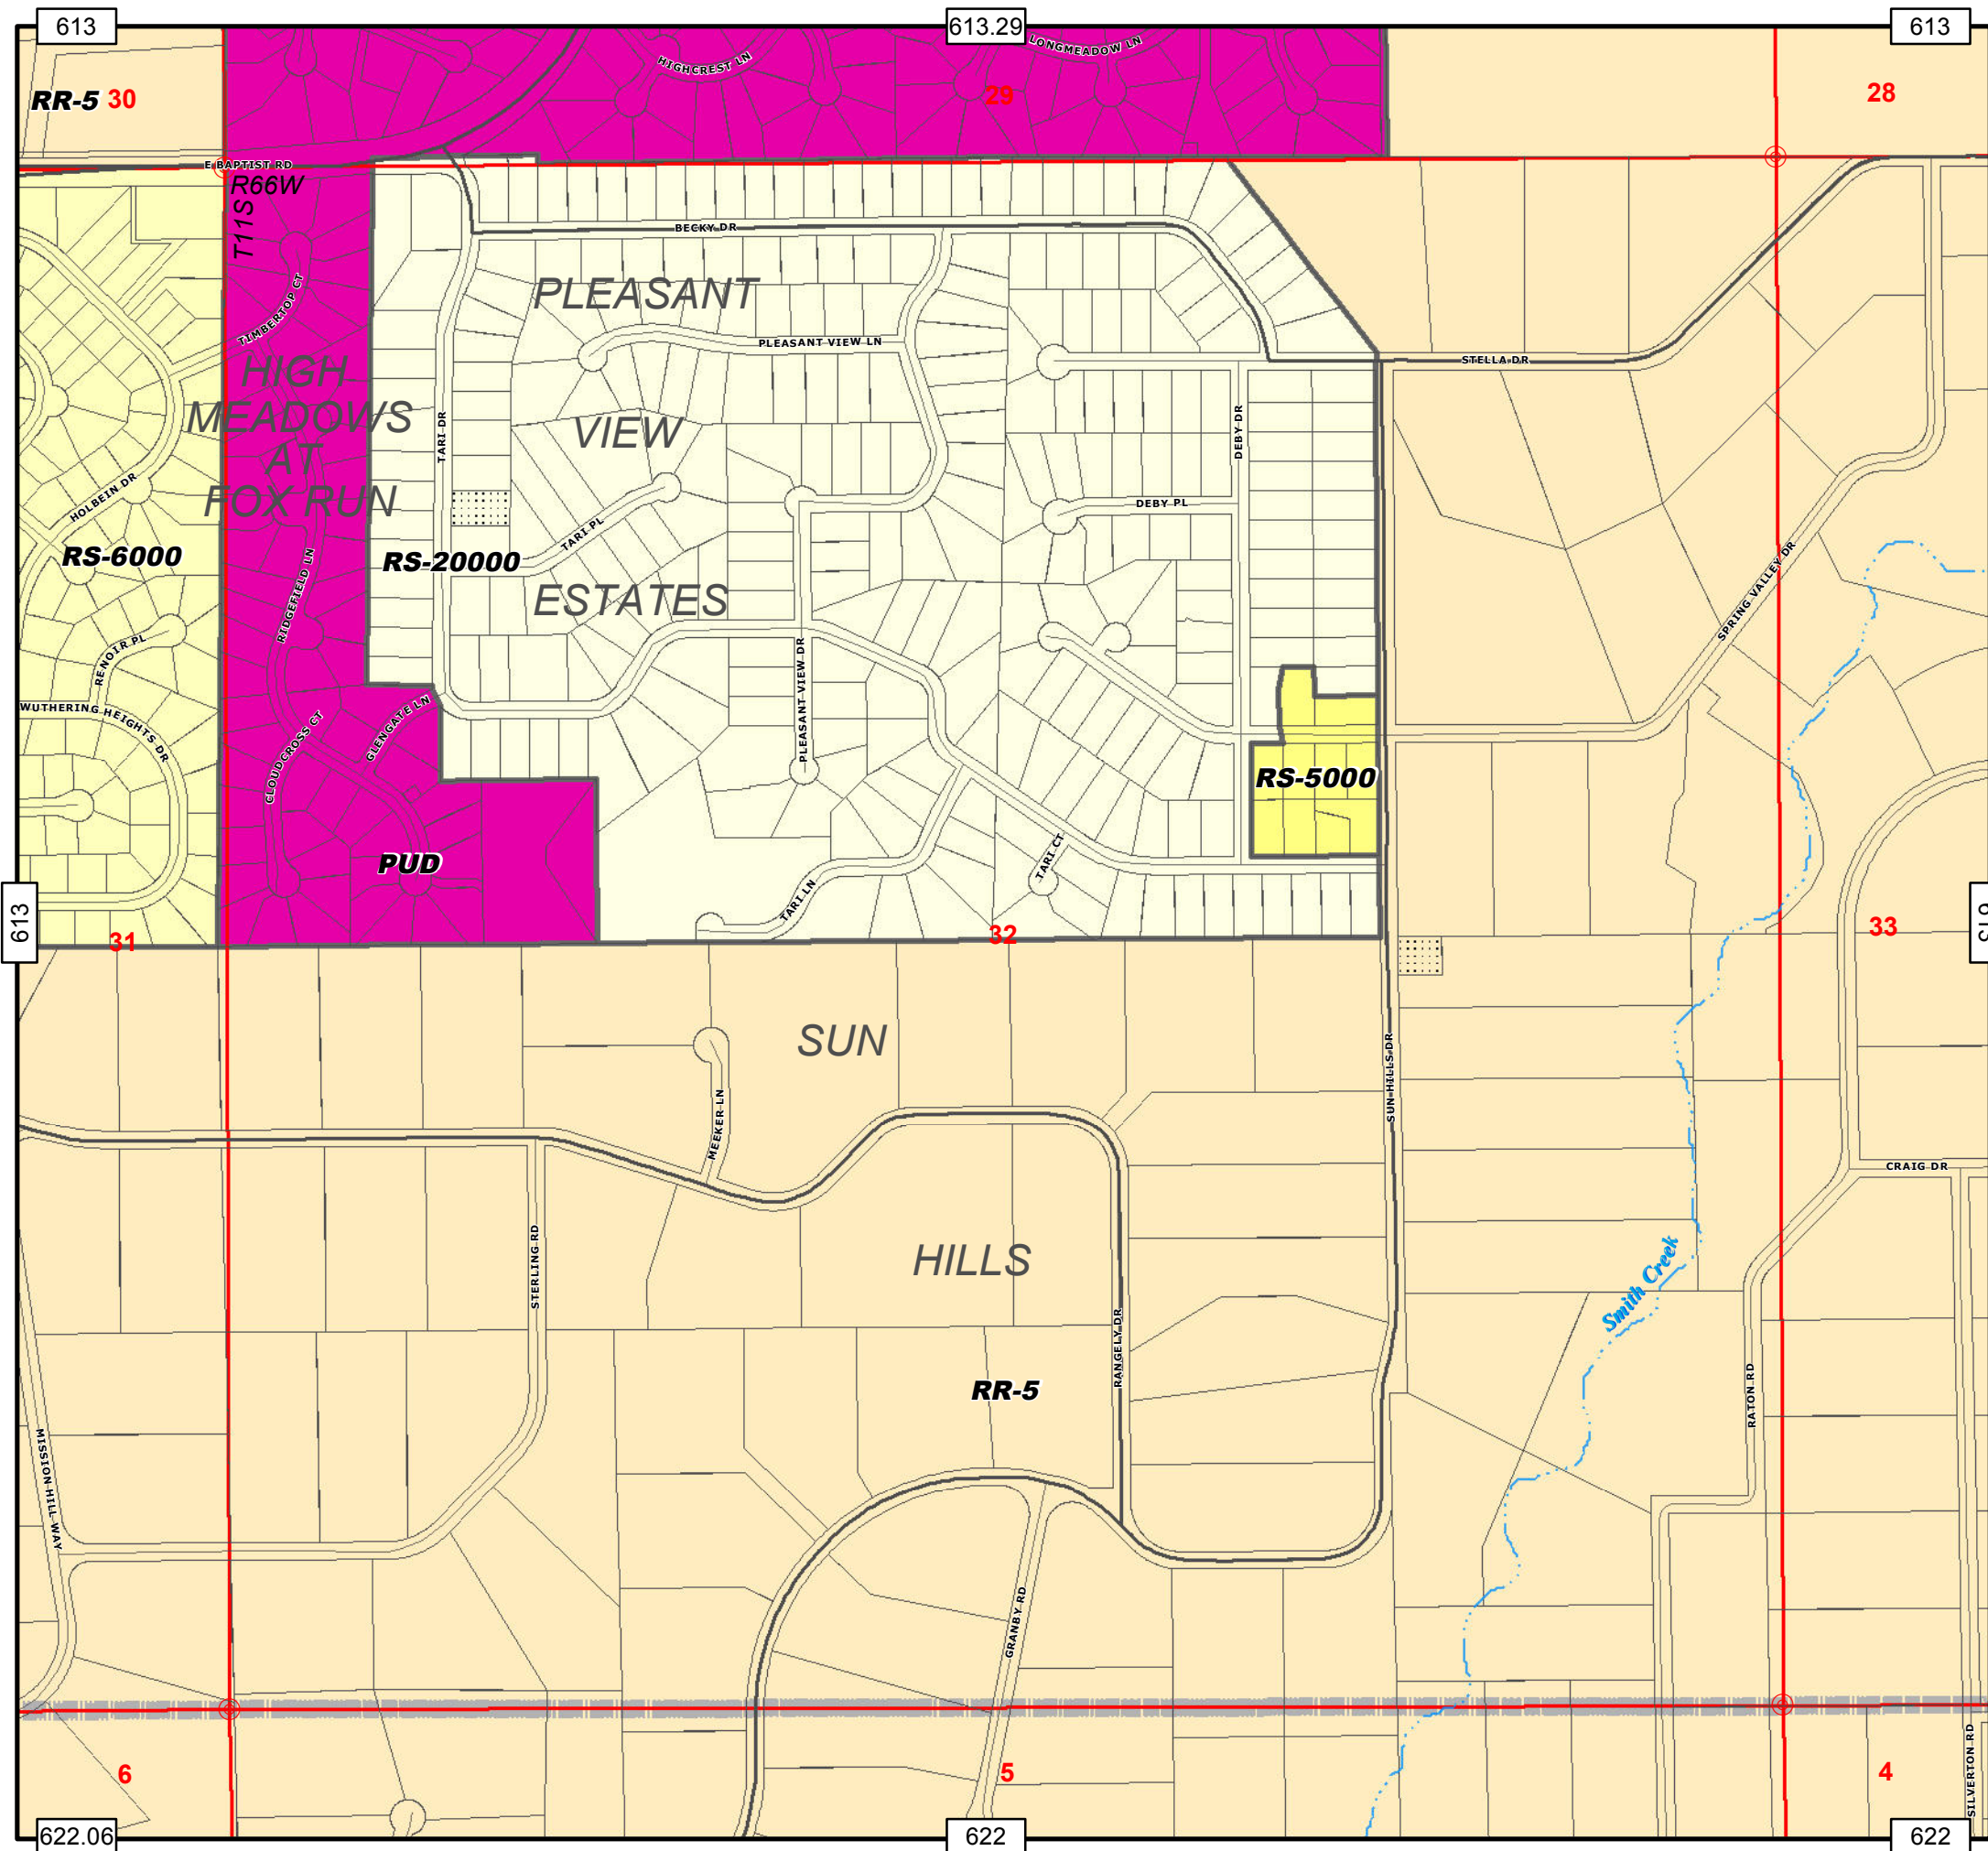 613
613.29
613
LONGMEADOW LN
HIGHCREST LN
RR-5 30
29
28
E BAPTIST RD
R66W
T11S
BECKY DR
PLEASANT
TIMBERTOP CT
PLEASANT VIEW LN
STELLA DR
HIGH
MEADOWS
AT
FOX RUN
TARI DR
VIEW
DEBY DR
HOLBEIN DR
DEBY PL
TARI PL
RS-6000
RS-20000
ESTATES
RIDGEFIELD LN
SPRING VALLEY DR
RENOIR PL
PLEASANT VIEW DR
WUTHERING HEIGHTS DR
CLOUDCROSS CT
GLENGATE LN
RS-5000
PUD
TARI CT
TARI LN
613
31
32
33
613
SUN
SUN HILLS DR
MEEKER LN
CRAIG DR
STERLING RD
HILLS
Smith Creek
RANGELY DR
RR-5
RATON RD
MISSION HILL WAY
GRANBY RD
6
5
4
SILVERTON RD
622.06
622
622